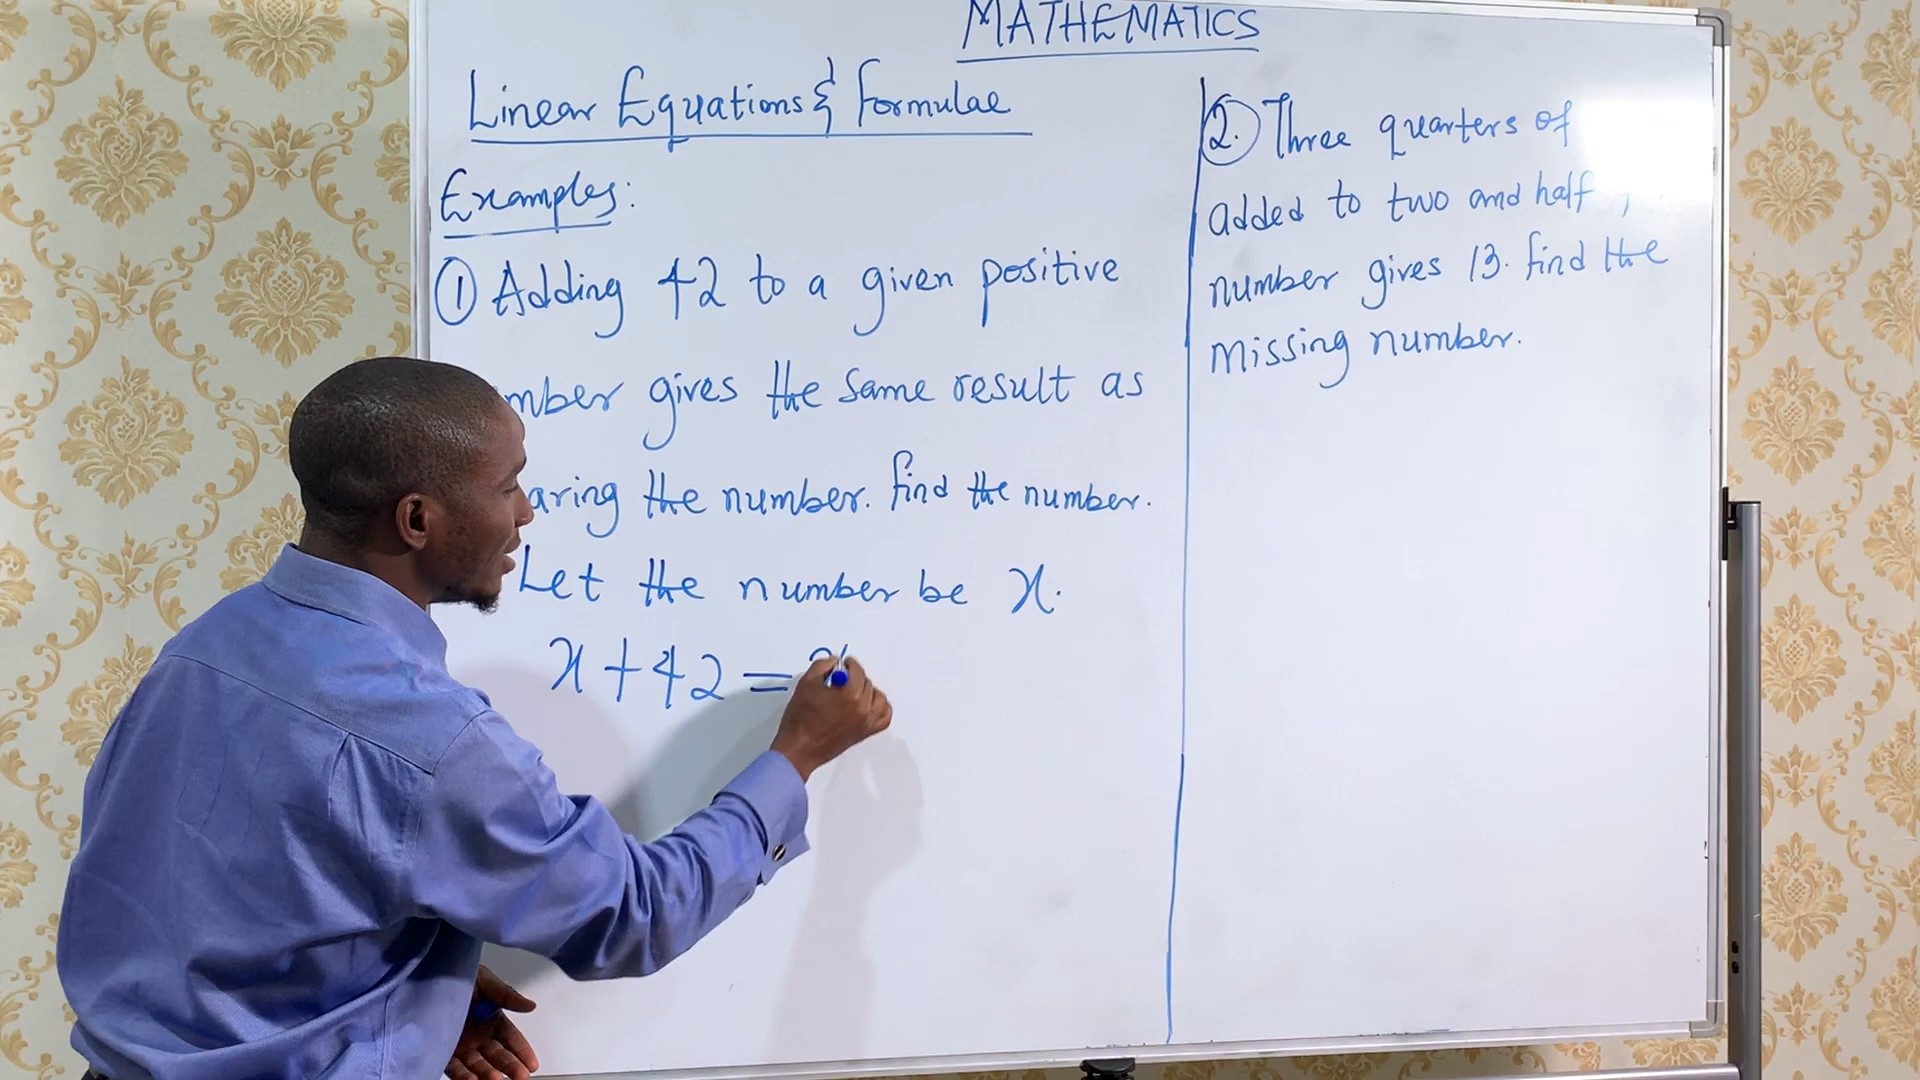 MATHEMATICS
Linear Equations & Formulae
Examples:
① Adding 42 to a given positive
mber gives the same result as
aring the number. Find the number.
Let the number be x.
x + 42 = x
②. Three quarters of
added to two and half
number gives 13. Find the
missing number.